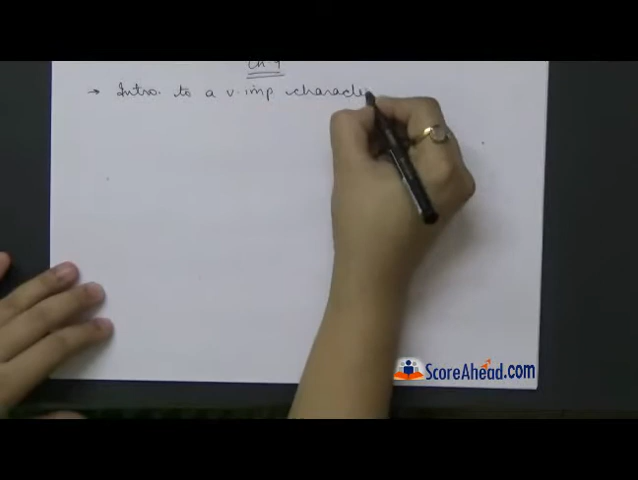 Ch 4
→ Intro. to a v. imp characte
ScoreAhead.com